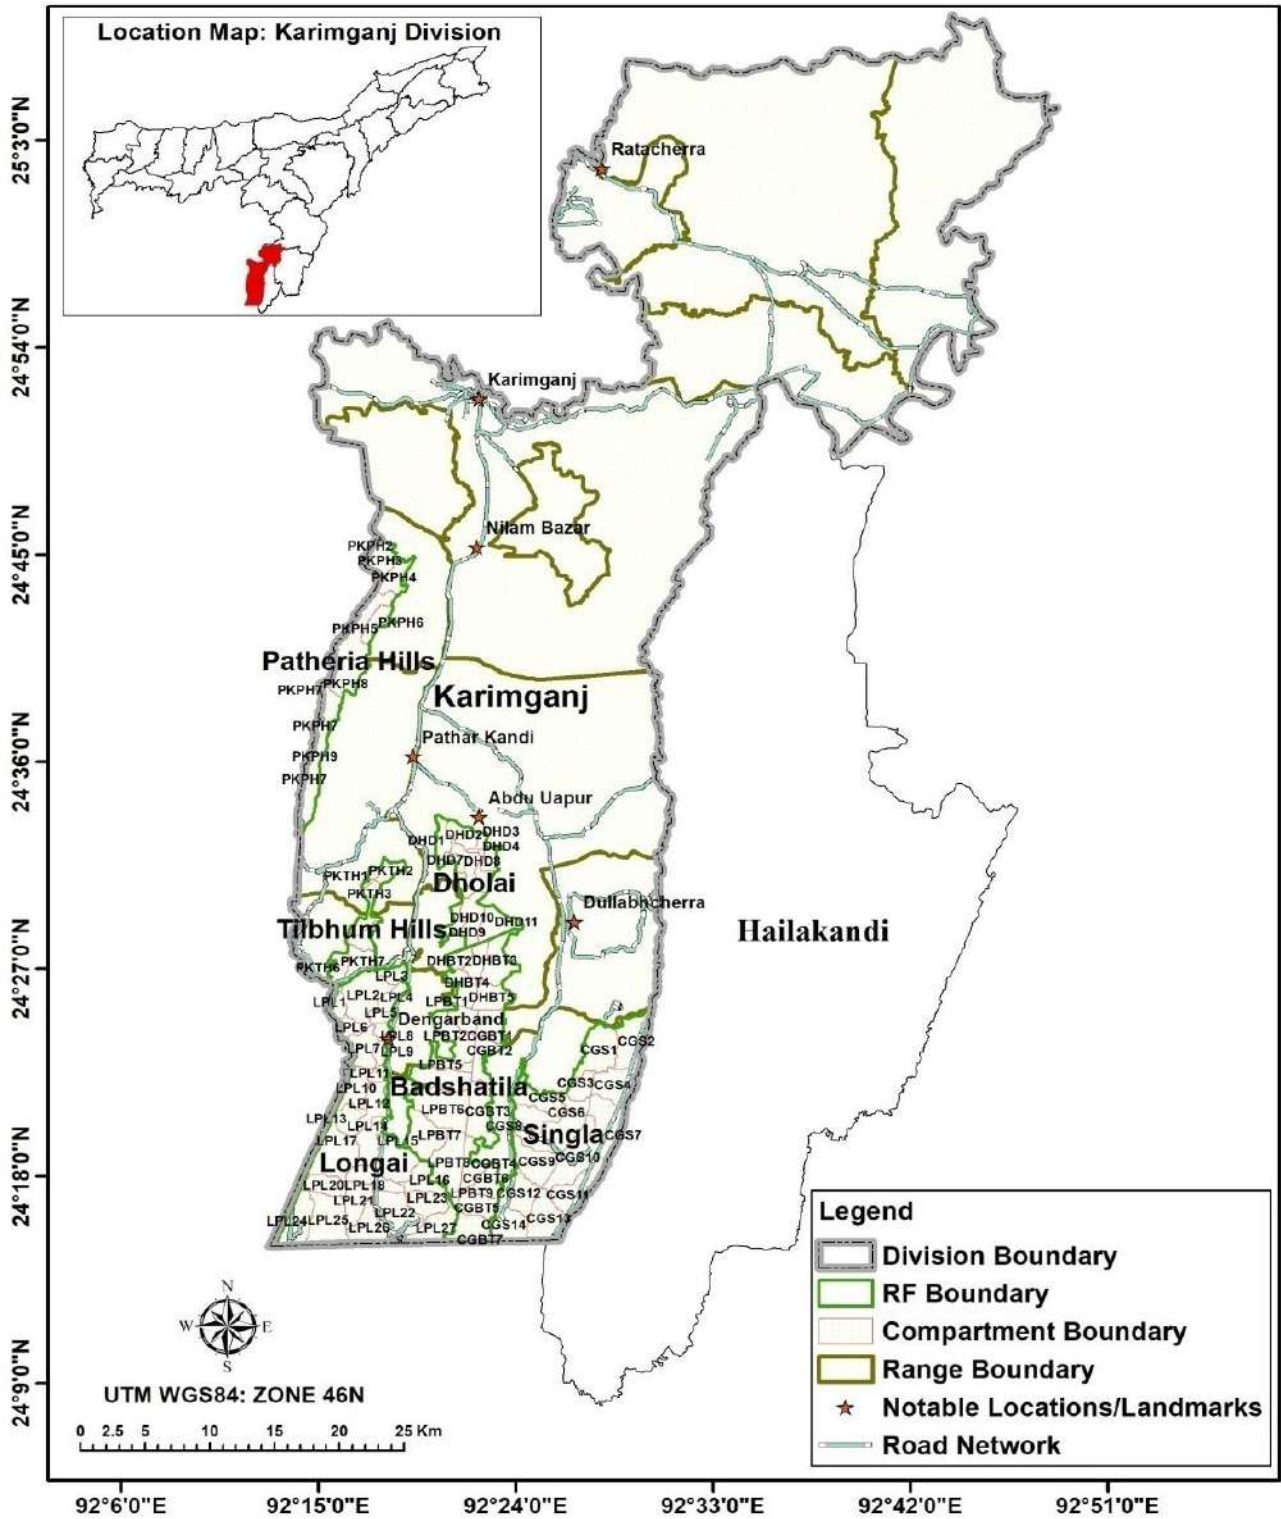 Location Map: Karimganj Division
25°3'0"N
24°54'0"N
24°45'0"N
24°36'0"N
24°27'0"N
24°18'0"N
24°9'0"N
Ratacherra
Karimganj
Nilam Bazar
PKPH2
PKPH3
PKPH4
PKPH6
PKPH5
Patheria Hills
PKPH8
PKPH7
Karimganj
PKPH7
Pathar Kandi
PKPH9
PKPH7
Abdu Uapur
DHD1 DHD2 DHD3
DHD4
DHD7 DHD8
PKTH1 PKTH2
Dholai
PKTH3
Dullabhcherra
DHD10 DHD11
Tilbhum Hills
DHD9
Hailakandi
PKTH6 PKTH7
DHBT2 DHBT3
LPL3
DHBT4
LPL1 LPL2 LPL4 LPBT1 DHBT5
LPL5
Dengarband
LPL6 LPL8 LPBT2 CGBT1
CGS2
LPL7 LPL9 CGBT2 CGS1
LPBT5
LPL11
LPL10 Badshatila CGS3 CGS4
CGS5
LPL12 LPBT6 CGBT3 CGS6
LPL13 LPL14 CGS8
LPL17 LPL15 LPBT7 Singla CGS7
Longai LPBT8 CGBT4 CGS9 CGS10
LPL20 LPL18 LPL16 CGBT6
LPL21 LPL23 LPBT9 CGS12 CGS11
LPL22 CGBT5
LPL24 LPL25 LPL26 LPL27 CGS14 CGS13
CGBT7
N
W E
S
UTM WGS84: ZONE 46N
0 2.5 5 10 15 20 25 Km
Legend
Division Boundary
RF Boundary
Compartment Boundary
Range Boundary
Notable Locations/Landmarks
Road Network
92°6'0"E 92°15'0"E 92°24'0"E 92°33'0"E 92°42'0"E 92°51'0"E